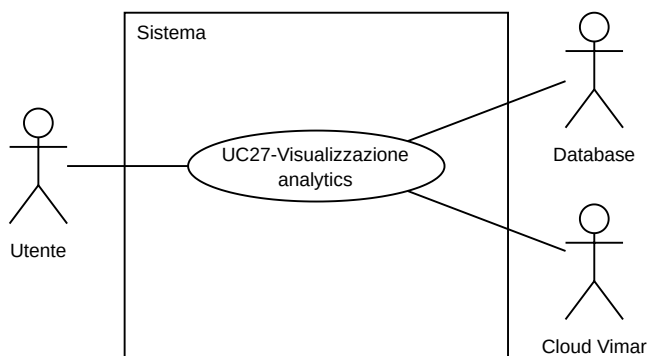 Sistema
UC27-Visualizzazione
analytics
Utente
Database
Cloud Vimar